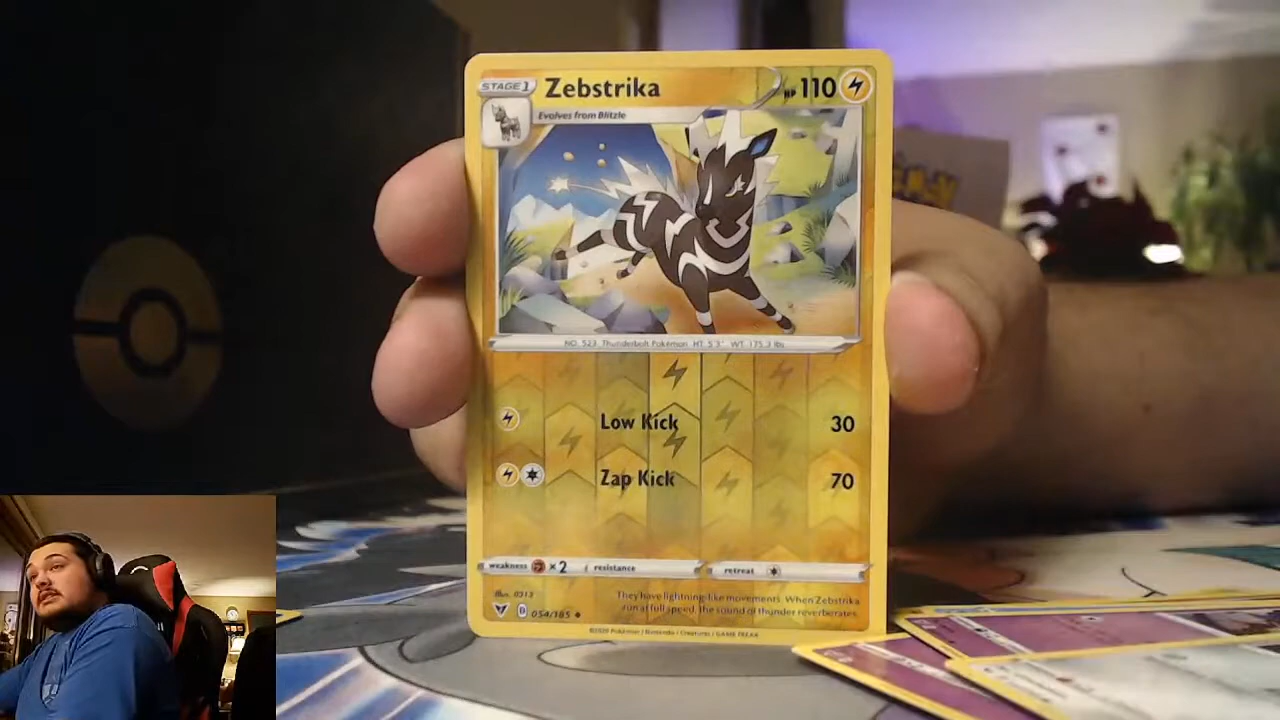 STAGE 1 Zebstrika HP 110
Evolves from Blitzle
NO. 523 Thunderbolt Pokémon HT: 5'3" WT: 175.3 lbs
Low Kick 30
Zap Kick 70
weakness ×2 resistance retreat
Illus. 0313
They have lightning-like movements. When Zebstrika
run at full speed, the sound of thunder reverberates.
D 054/185
©2020 Pokémon / Nintendo / Creatures / GAME FREAK